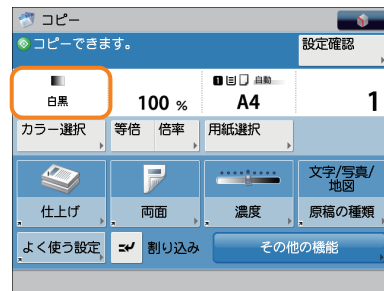 コピー
コピーできます。
設定確認
1 自動
白黒
100 %
A4
1
カラー選択
等倍
倍率
用紙選択
文字/写真/
地図
仕上げ
両面
濃度
原稿の種類
よく使う設定
割り込み
その他の機能